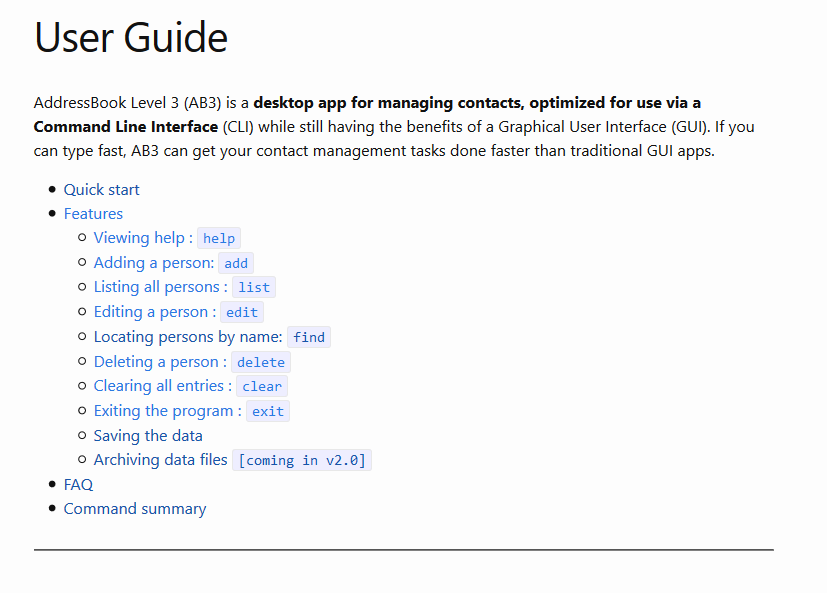 User Guide
AddressBook Level 3 (AB3) is a desktop app for managing contacts, optimized for use via a
Command Line Interface (CLI) while still having the benefits of a Graphical User Interface (GUI). If you
can type fast, AB3 can get your contact management tasks done faster than traditional GUI apps.
Quick start
Features
Viewing help : help
Adding a person: add
Listing all persons : list
Editing a person : edit
Locating persons by name: find
Deleting a person : delete
Clearing all entries : clear
Exiting the program : exit
Saving the data
Archiving data files [coming in v2.0]
FAQ
Command summary